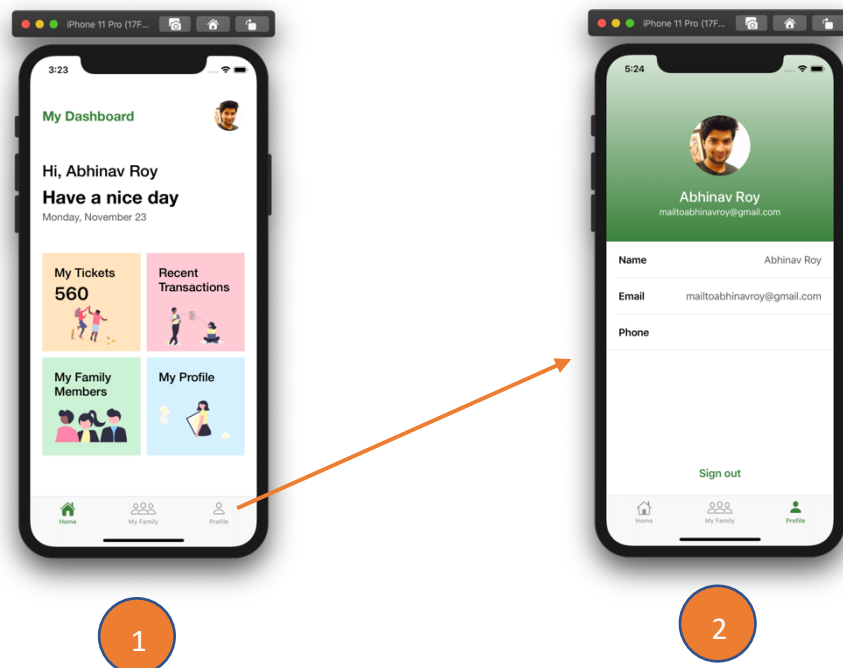 iPhone 11 Pro (17F...
3:23
My Dashboard
Hi, Abhinav Roy
Have a nice day
Monday, November 23
My Tickets
560
Recent
Transactions
My Family
Members
My Profile
Home
My Family
Profile
1
iPhone 11 Pro (17F...
5:24
Abhinav Roy
mailtoabhinavroy@gmail.com
Name Abhinav Roy
Email mailtoabhinavroy@gmail.com
Phone
Sign out
Home
My Family
Profile
2